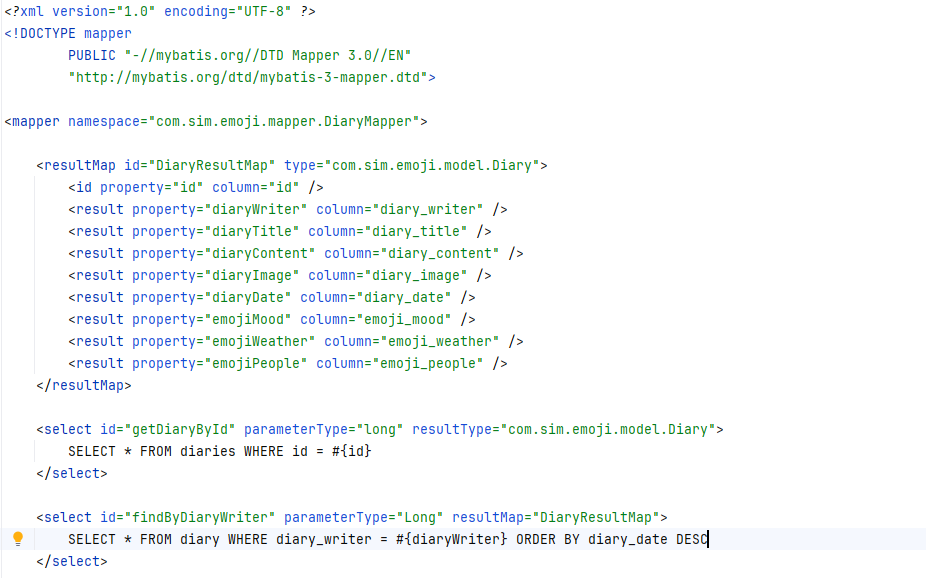 <?xml version="1.0" encoding="UTF-8" ?>
<!DOCTYPE mapper
        PUBLIC "-//mybatis.org//DTD Mapper 3.0//EN"
        "http://mybatis.org/dtd/mybatis-3-mapper.dtd">
<mapper namespace="com.sim.emoji.mapper.DiaryMapper">
    <resultMap id="DiaryResultMap" type="com.sim.emoji.model.Diary">
        <id property="id" column="id" />
        <result property="diaryWriter" column="diary_writer" />
        <result property="diaryTitle" column="diary_title" />
        <result property="diaryContent" column="diary_content" />
        <result property="diaryImage" column="diary_image" />
        <result property="diaryDate" column="diary_date" />
        <result property="emojiMood" column="emoji_mood" />
        <result property="emojiWeather" column="emoji_weather" />
        <result property="emojiPeople" column="emoji_people" />
    </resultMap>
    <select id="getDiaryById" parameterType="long" resultType="com.sim.emoji.model.Diary">
        SELECT * FROM diaries WHERE id = #{id}
    </select>
    <select id="findByDiaryWriter" parameterType="Long" resultMap="DiaryResultMap">
        SELECT * FROM diary WHERE diary_writer = #{diaryWriter} ORDER BY diary_date DESC
    </select>